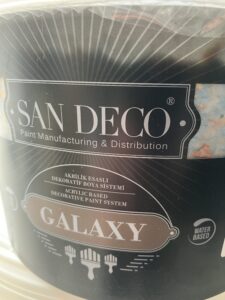 SAN DECO®
Paint Manufacturing & Distribution
AKRİLİK ESASLI
DEKORATİF BOYA SİSTEMİ
ACRYLIC BASED
DECORATIVE PAINT SYSTEM
GALAXY
WATER
BASED